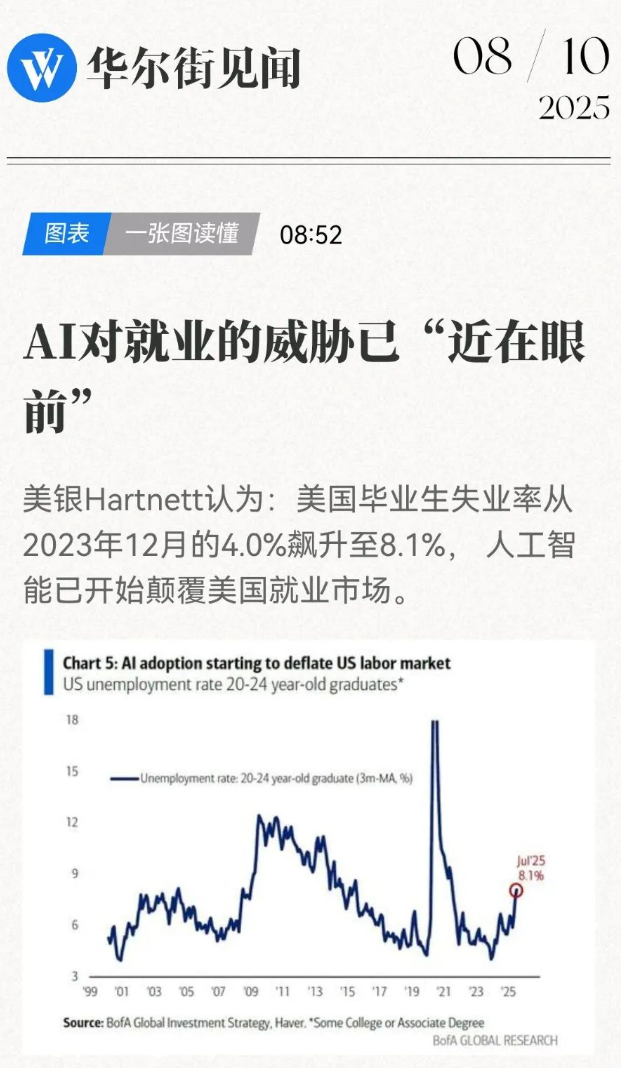 华尔街见闻
08 / 10
2025
图表 一张图读懂 08:52
AI对就业的威胁已“近在眼
前”
美银Hartnett认为：美国毕业生失业率从
2023年12月的4.0%飙升至8.1%， 人工智
能已开始颠覆美国就业市场。
Chart 5: AI adoption starting to deflate US labor market
US unemployment rate 20-24 year-old graduates*
18
Unemployment rate: 20-24 year-old graduate (3m-MA, %)
15
12
9
6
3
Jul'25
8.1%
'99 '01 '03 '05 '07 '09 '11 '13 '15 '17 '19 '21 '23 '25
Source: BofA Global Investment Strategy, Haver. *Some College or Associate Degree
BofA GLOBAL RESEARCH